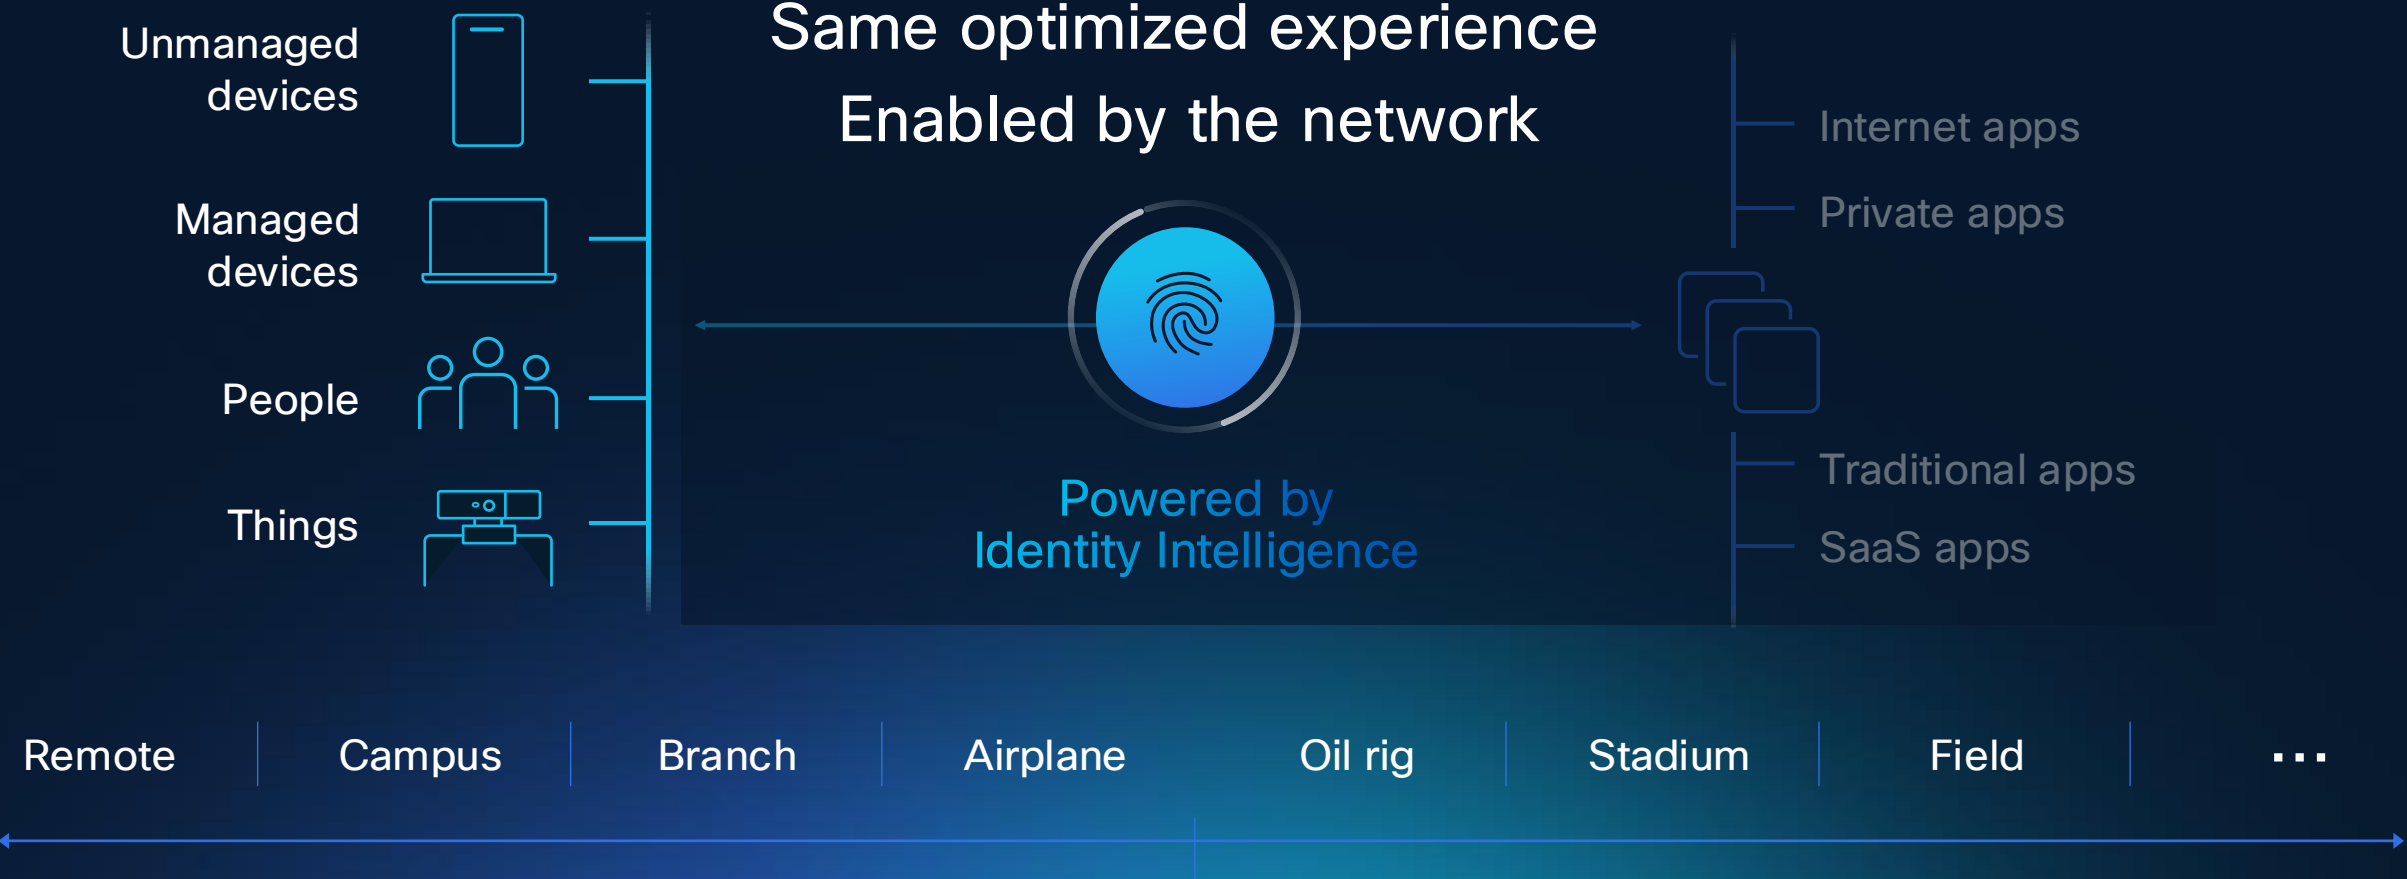 Same optimized experience
Enabled by the network
Unmanaged
devices
Managed
devices
People
Things
Powered by
Identity Intelligence
Internet apps
Private apps
Traditional apps
SaaS apps
Remote
Campus
Branch
Airplane
Oil rig
Stadium
Field
...